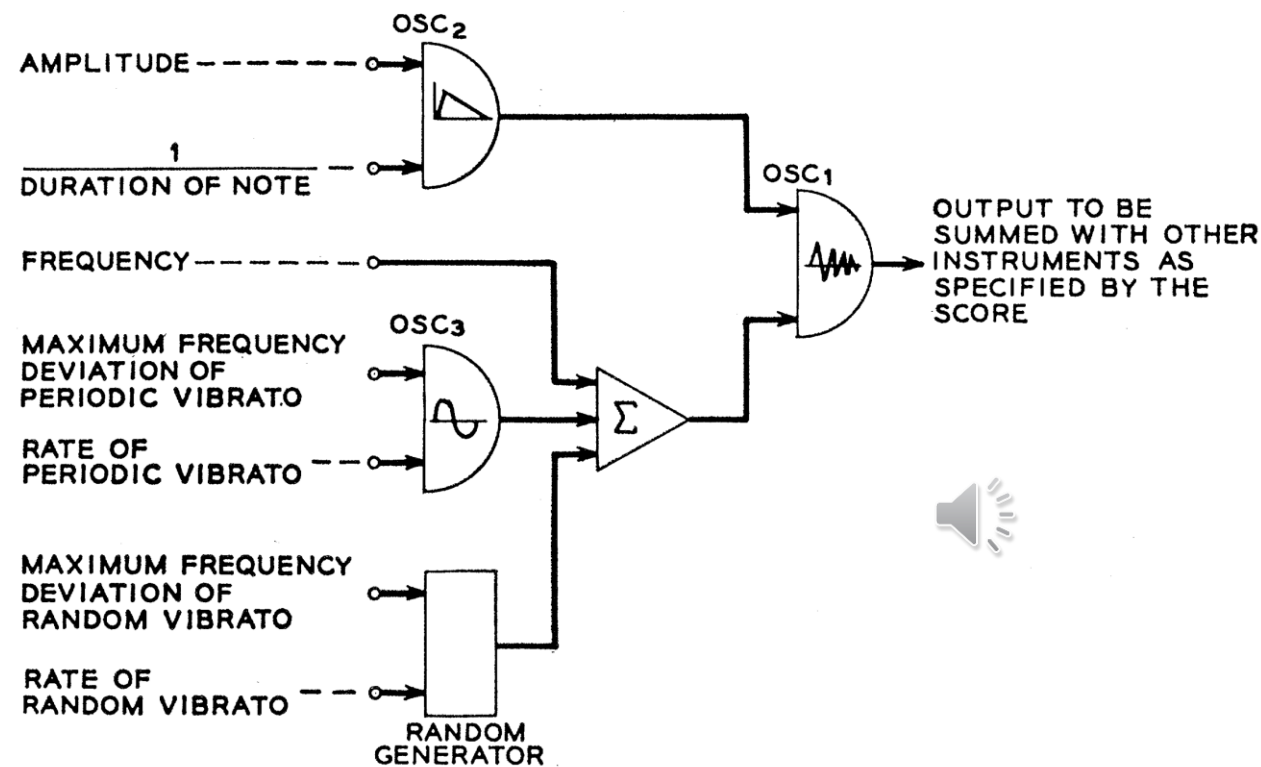 OSC2
AMPLITUDE
1
DURATION OF NOTE
OSC1
OUTPUT TO BE
SUMMED WITH OTHER
INSTRUMENTS AS
SPECIFIED BY THE
SCORE
FREQUENCY
OSC3
MAXIMUM FREQUENCY
DEVIATION OF
PERIODIC VIBRATO
Σ
RATE OF
PERIODIC VIBRATO
MAXIMUM FREQUENCY
DEVIATION OF
RANDOM VIBRATO
RATE OF
RANDOM VIBRATO
RANDOM
GENERATOR